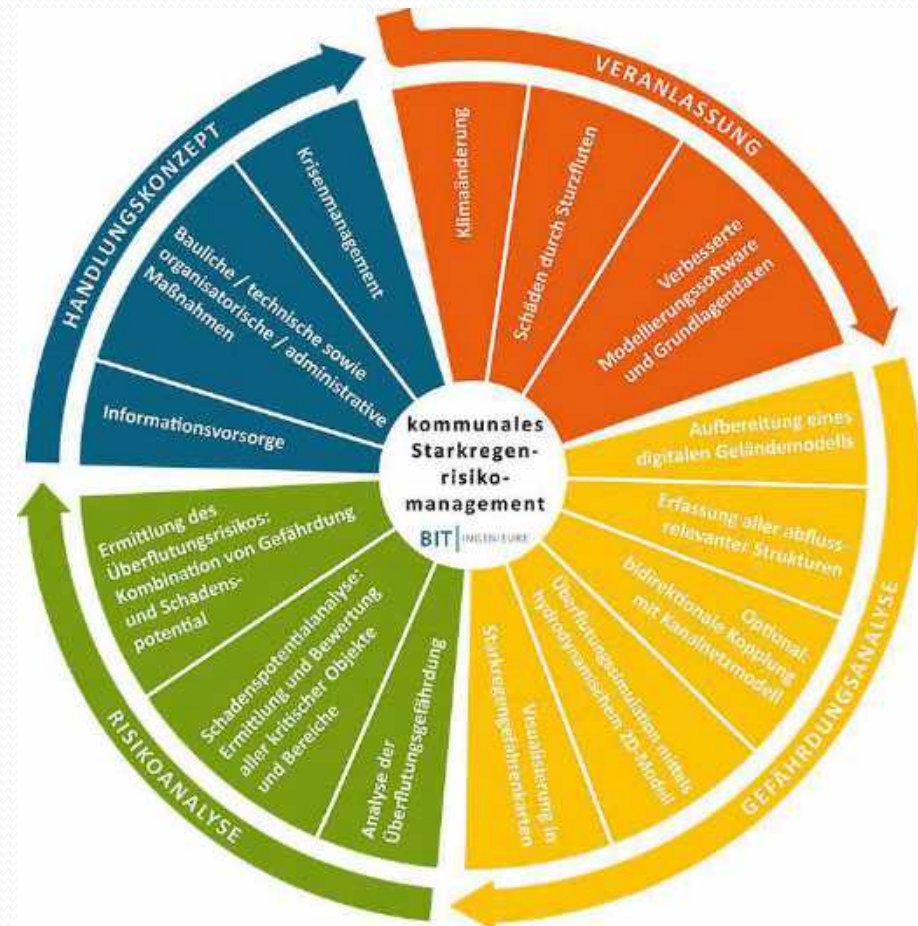 VERANLASSUNG
Klimaänderung
Schäden durch Sturzfluten
Verbesserte
Modellierungssoftware
und Grundlagendaten
GEFÄHRDUNGSANALYSE
Aufbereitung eines
digitalen Geländemodells
Erfassung aller abfluss-
relevanter Strukturen
Optional:
bidirektionale Kopplung
mit Kanalnetzmodell
Überflutungssimulation mittels
hydrodynamischem 2D-Modell
Visualisierung in
Starkregengefahrenkarten
RISIKOANALYSE
Analyse der
Überflutungsgefährdung
Schadenspotentialanalyse:
Ermittlung und Bewertung
aller kritischer Objekte
und Bereiche
Ermittlung des
Überflutungsrisikos:
Kombination von Gefährdung
und Schadens-
potential
HANDLUNGSKONZEPT
Informationsvorsorge
Bauliche / technische sowie
organisatorische / administrative
Maßnahmen
Krisenmanagement
kommunales
Starkregen-
risiko-
management
BIT INGENIEURE